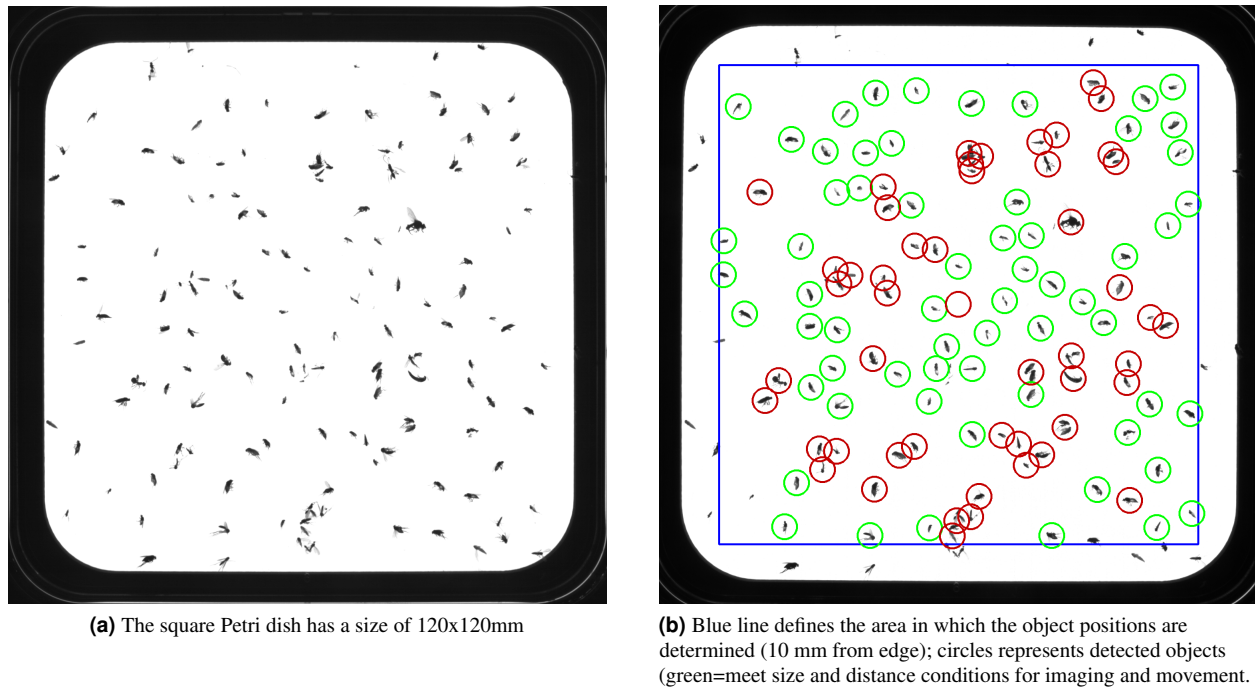 (a) The square Petri dish has a size of 120x120mm
(b) Blue line defines the area in which the object positions are
determined (10 mm from edge); circles represents detected objects
(green=meet size and distance conditions for imaging and movement.